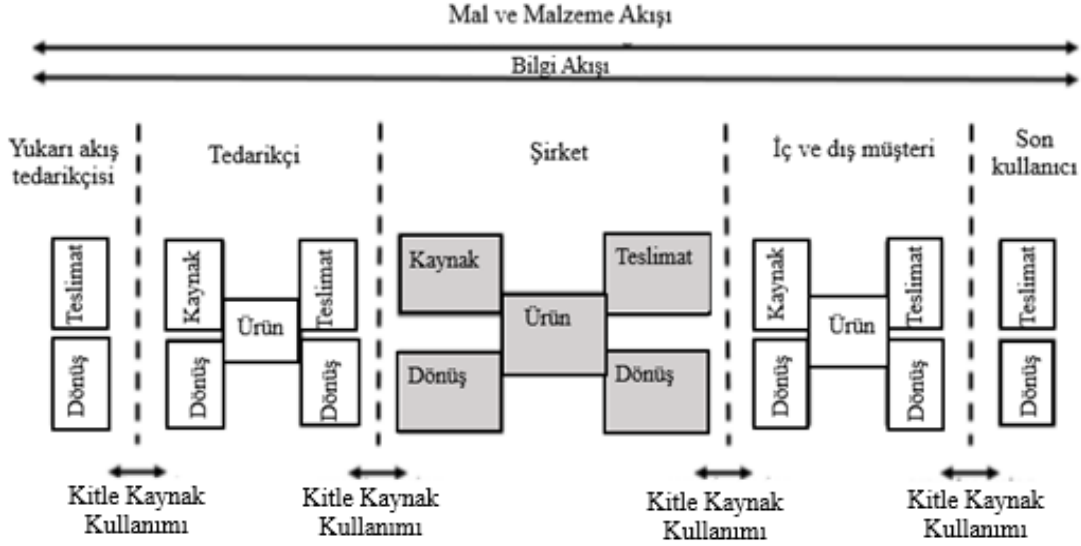 Mal ve Malzeme Akışı
Bilgi Akışı
Yukarı akış
tedarikçisi
Tedarikçi
Şirket
İç ve dış müşteri
Son
kullanıcı
Teslimat
Dönüş
Kaynak
Dönüş
Ürün
Teslimat
Dönüş
Kaynak
Dönüş
Ürün
Teslimat
Dönüş
Kaynak
Dönüş
Ürün
Teslimat
Dönüş
Teslimat
Dönüş
Kitle Kaynak
Kullanımı
Kitle Kaynak
Kullanımı
Kitle Kaynak
Kullanımı
Kitle Kaynak
Kullanımı